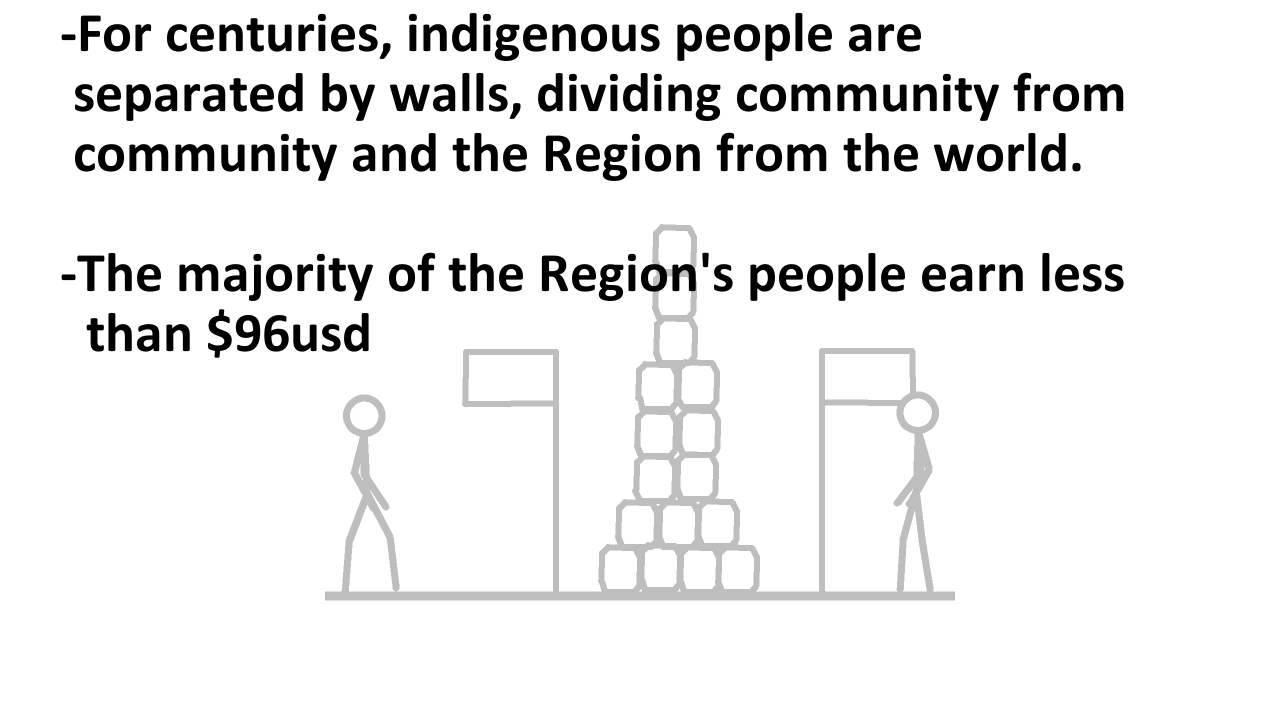 -For centuries, indigenous people are
separated by walls, dividing community from
community and the Region from the world.
-The majority of the Region's people earn less
than $96usd